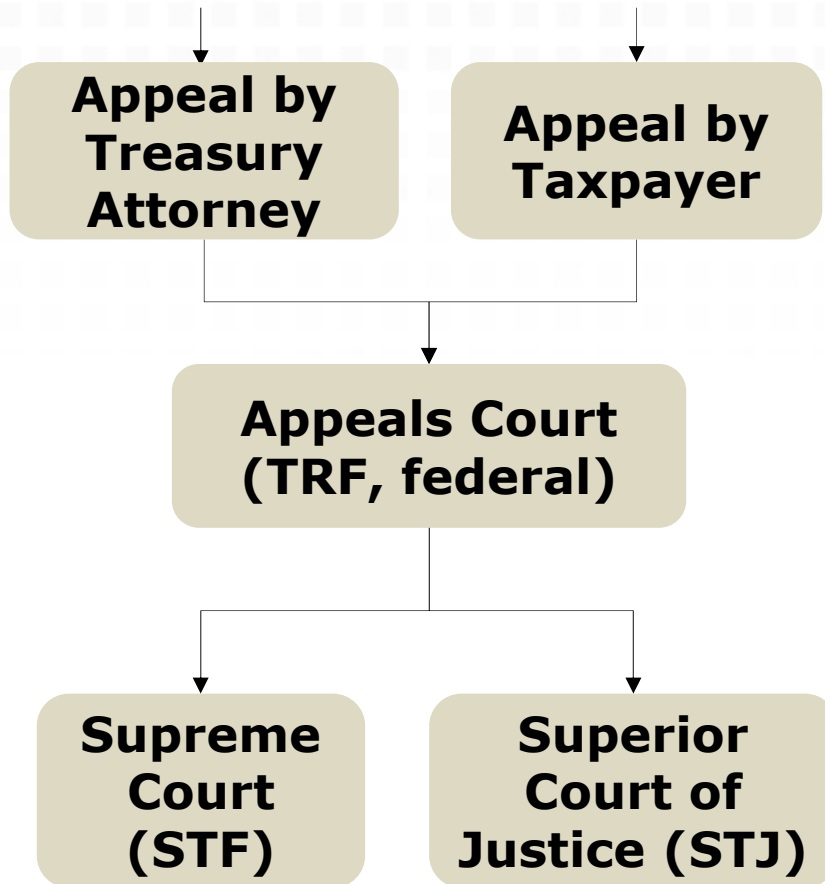 Appeal by
Treasury
Attorney
Appeal by
Taxpayer
Appeals Court
(TRF, federal)
Supreme
Court
(STF)
Superior
Court of
Justice (STJ)